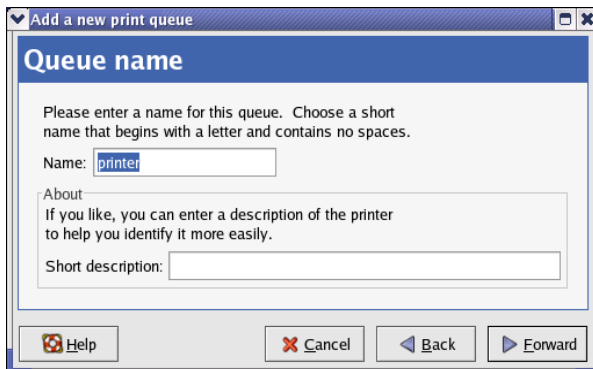 Add a new print queue
Queue name
Please enter a name for this queue. Choose a short
name that begins with a letter and contains no spaces.
Name: printer
About
If you like, you can enter a description of the printer
to help you identify it more easily.
Short description:
Help Cancel Back Forward